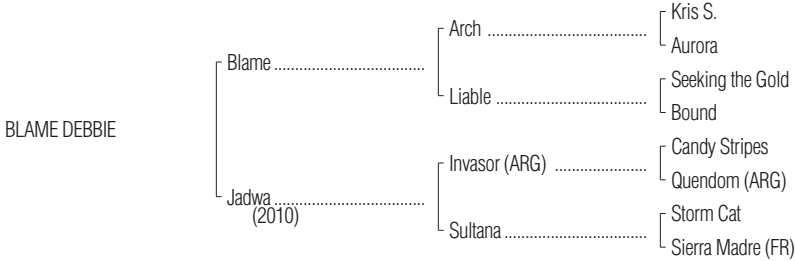 Kris S.
Arch ................................................
Aurora
Blame ..............................................
Seeking the Gold
Liable ..............................................
Bound
BLAME DEBBIE
Candy Stripes
Invasor (ARG) ............................
Quendom (ARG)
Jadwa ..............................................
(2010)
Storm Cat
Sultana ...........................................
Sierra Madre (FR)